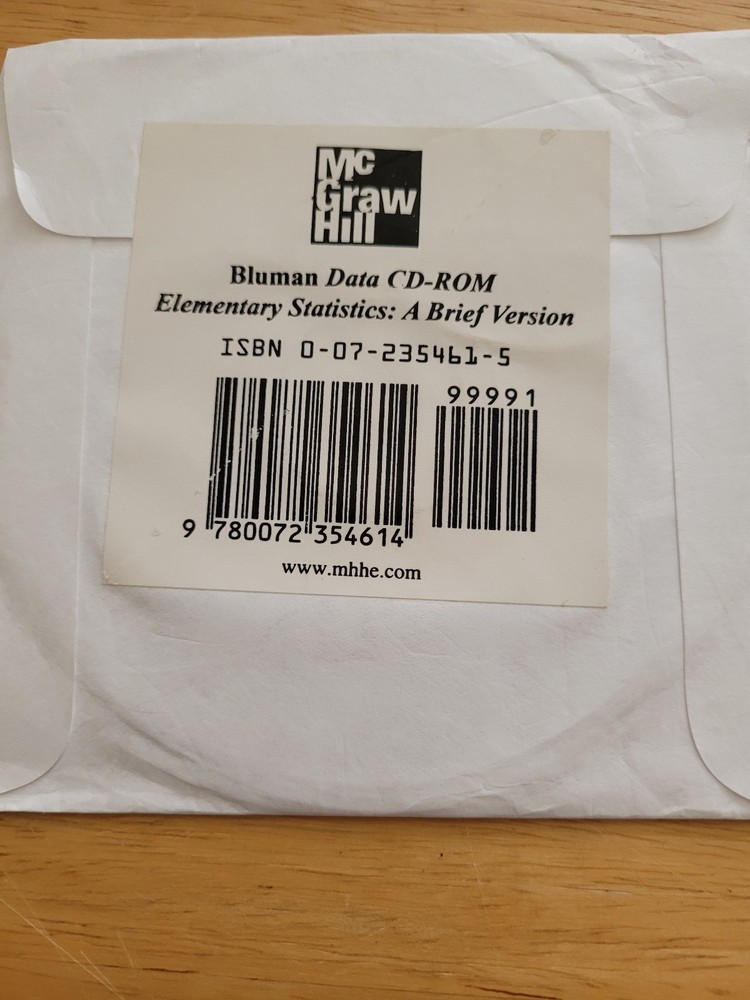 Mc
Graw
Hill
Bluman Data CD-ROM
Elementary Statistics: A Brief Version
ISBN 0-07-235461-5
99991
9 780072 354614
www.mhhe.com